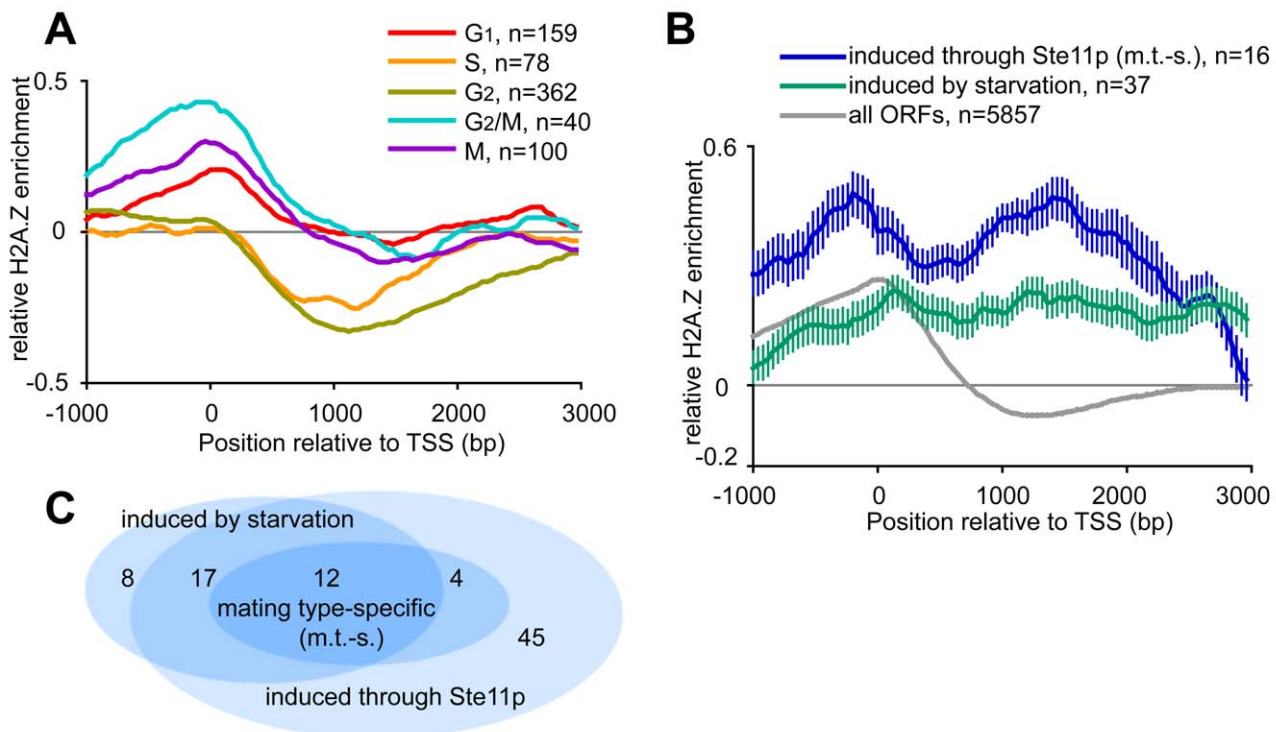 A
G1, n=159
S, n=78
G2, n=362
G2/M, n=40
M, n=100
relative H2A.Z enrichment
0.5
0
-0.5
-1000 0 1000 2000 3000
Position relative to TSS (bp)
B
induced through Ste11p (m.t.-s.), n=16
induced by starvation, n=37
all ORFs, n=5857
relative H2A.Z enrichment
0.6
0
-0.2
-1000 0 1000 2000 3000
Position relative to TSS (bp)
C
induced by starvation
8 17 12 4
mating type-specific
(m.t.-s.)
45
induced through Ste11p